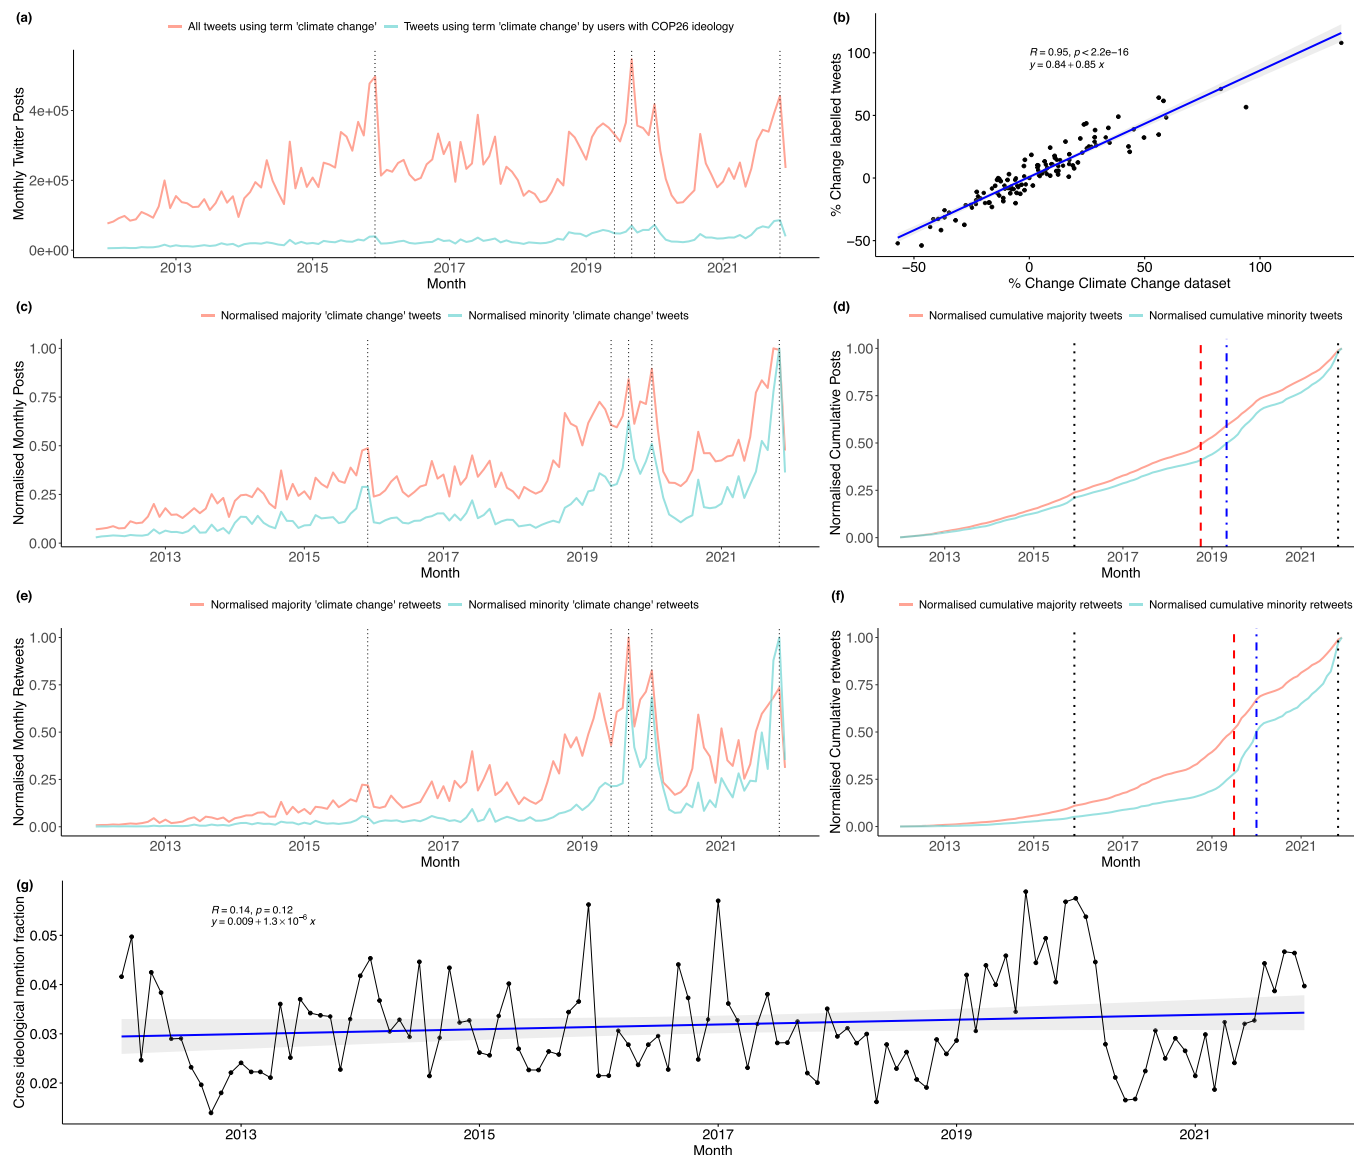 (a)
All tweets using term 'climate change'
Tweets using term 'climate change' by users with COP26 ideology
Monthly Twitter Posts
4e+05
2e+05
0e+00
2013
2015
2017
2019
2021
Month
(b)
R = 0.95, p < 2.2e−16
y = 0.84 + 0.85 x
% Change labelled tweets
100
50
0
−50
−50
0
50
100
% Change Climate Change dataset
(c)
Normalised majority 'climate change' tweets
Normalised minority 'climate change' tweets
Normalised Monthly Posts
1.00
0.75
0.50
0.25
0.00
2013
2015
2017
2019
2021
Month
(d)
Normalised cumulative majority tweets
Normalised cumulative minority tweets
Normalised Cumulative Posts
1.00
0.75
0.50
0.25
0.00
2013
2015
2017
2019
2021
Month
(e)
Normalised majority 'climate change' retweets
Normalised minority 'climate change' retweets
Normalised Monthly Retweets
1.00
0.75
0.50
0.25
0.00
2013
2015
2017
2019
2021
Month
(f)
Normalised cumulative majority retweets
Normalised cumulative minority retweets
Normalised Cumulative retweets
1.00
0.75
0.50
0.25
0.00
2013
2015
2017
2019
2021
Month
(g)
R = 0.14, p = 0.12
y = 0.009 + 1.3 × 10⁻⁶ x
Cross ideological mention fraction
0.05
0.04
0.03
0.02
2013
2015
2017
2019
2021
Month